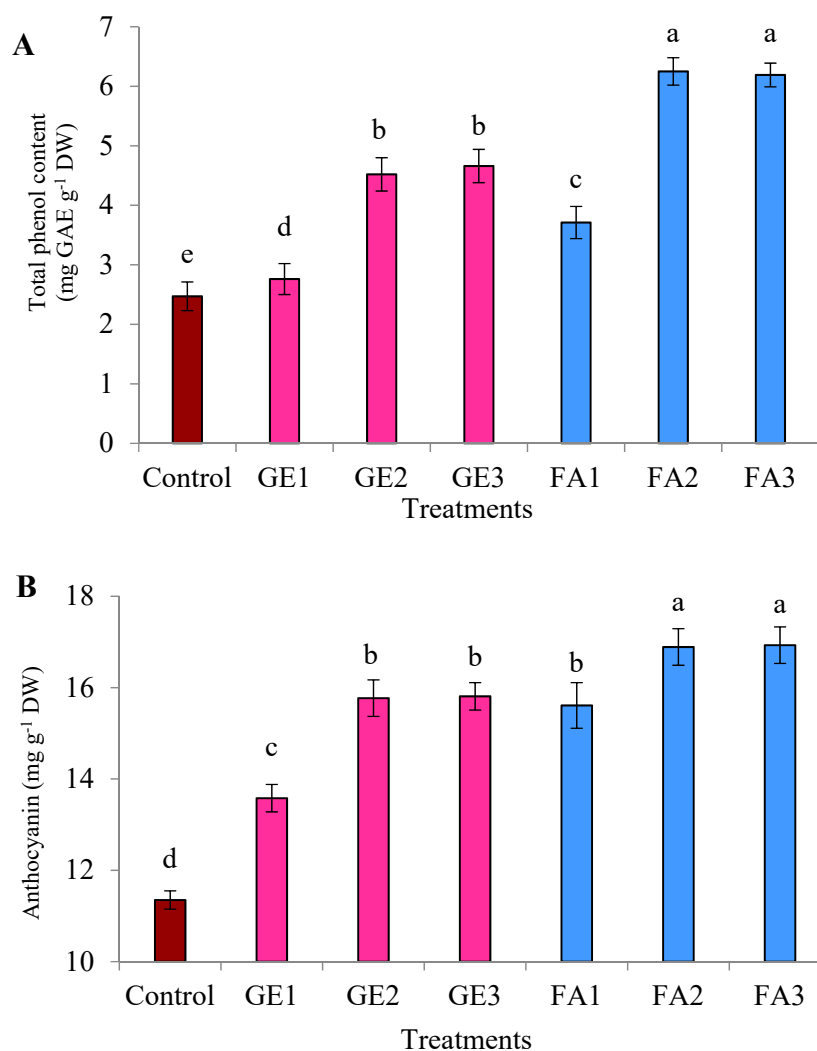 A
7
6
5
4
3
2
1
0
Total phenol content
(mg GAE g-1 DW)
e
d
b
b
c
a
a
Control GE1 GE2 GE3 FA1 FA2 FA3
Treatments
B
18
16
14
12
10
Anthocyanin (mg g-1 DW)
d
c
b
b
b
a
a
Control GE1 GE2 GE3 FA1 FA2 FA3
Treatments